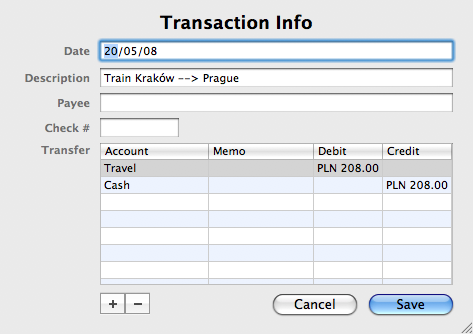 Transaction Info
Date 20/05/08
Description Train Kraków --> Prague
Payee
Check #
Transfer Account Memo Debit Credit
Travel PLN 208.00
Cash PLN 208.00
+ − Cancel Save